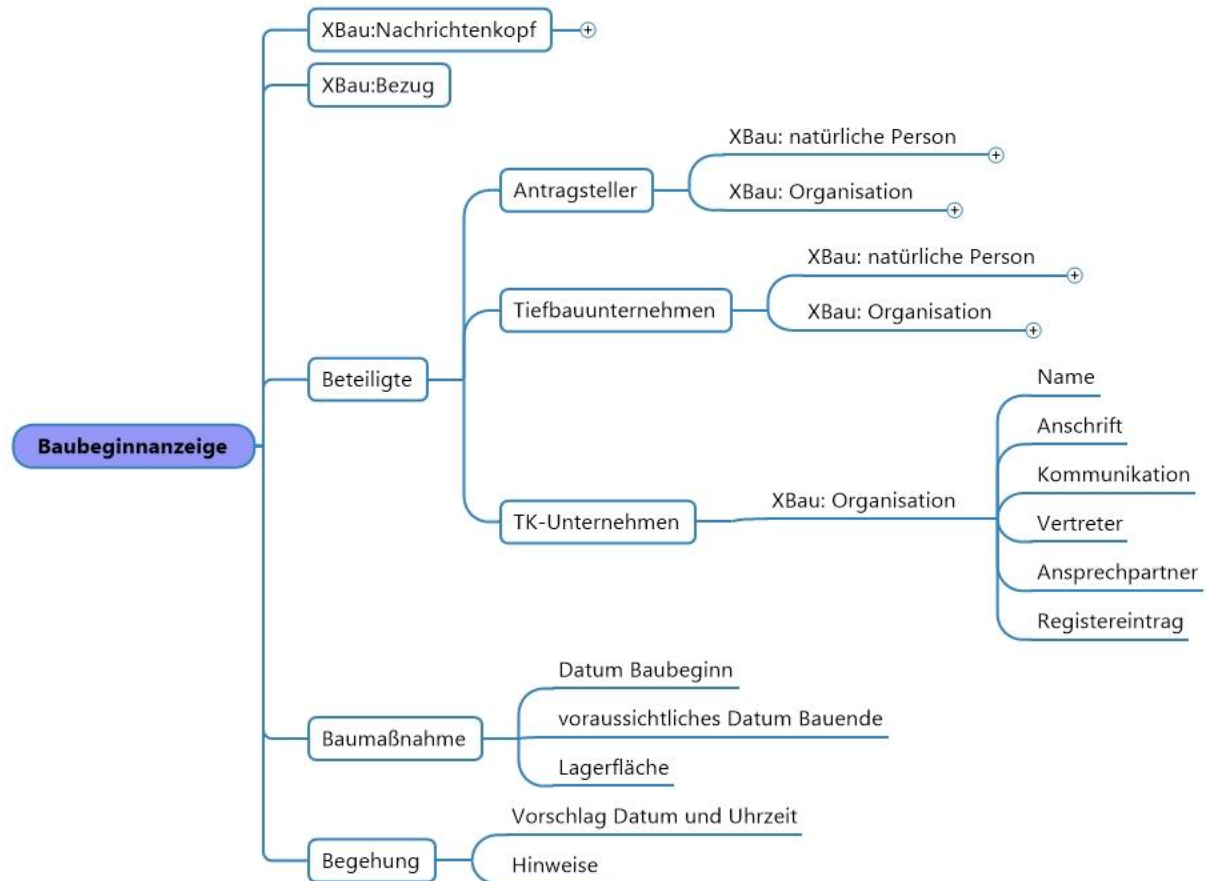 XBau:Nachrichtenkopf
XBau:Bezug
XBau: natürliche Person
Antragsteller
XBau: Organisation
XBau: natürliche Person
Tiefbauunternehmen
XBau: Organisation
Beteiligte
Name
Anschrift
Baubeginnanzeige
Kommunikation
XBau: Organisation
TK-Unternehmen
Vertreter
Ansprechpartner
Registereintrag
Datum Baubeginn
voraussichtliches Datum Bauende
Baumaßnahme
Lagerfläche
Vorschlag Datum und Uhrzeit
Begehung
Hinweise